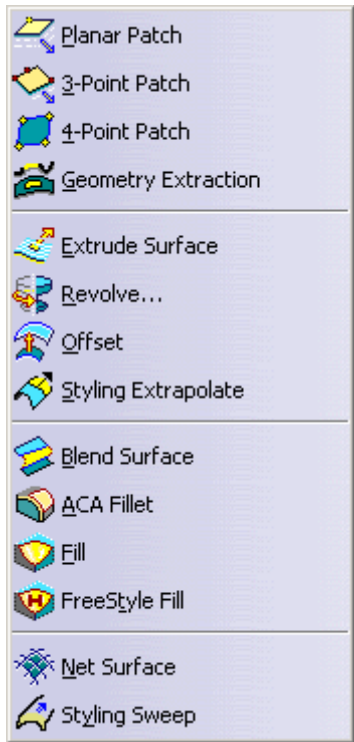 Planar Patch
3-Point Patch
4-Point Patch
Geometry Extraction
Extrude Surface
Revolve...
Offset
Styling Extrapolate
Blend Surface
ACA Fillet
Fill
FreeStyle Fill
Net Surface
Styling Sweep